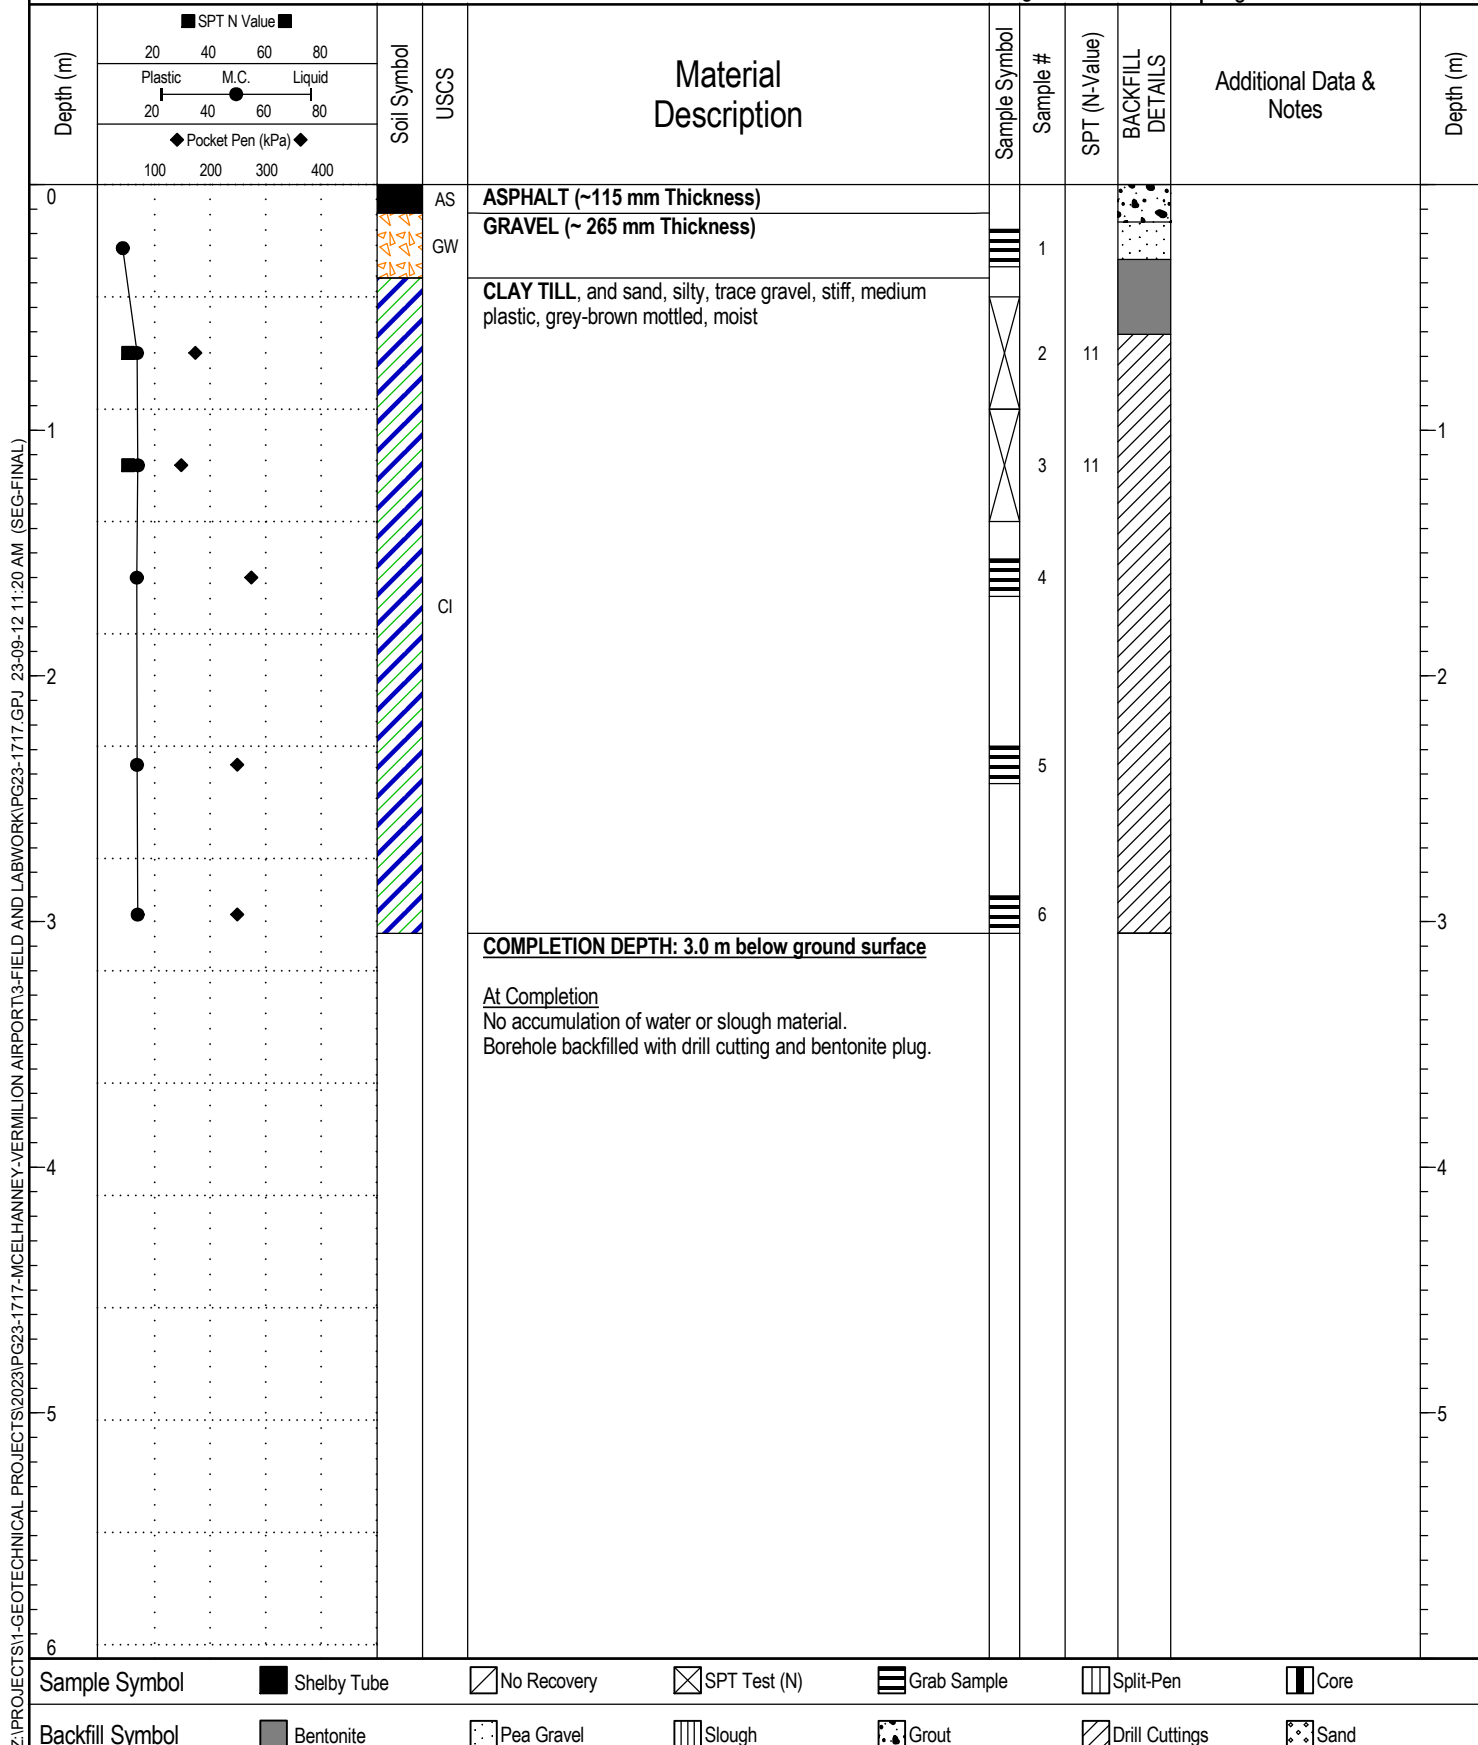 SPT N Value
20 40 60 80
Plastic M.C. Liquid
20 40 60 80
Pocket Pen (kPa)
100 200 300 400
Depth (m)
Soil Symbol
USCS
Material
Description
Sample Symbol
Sample #
SPT (N-Value)
BACKFILL
DETAILS
Additional Data &
Notes
Depth (m)
0
AS
ASPHALT (~115 mm Thickness)
GW
GRAVEL (~ 265 mm Thickness)
1
CLAY TILL, and sand, silty, trace gravel, stiff, medium
plastic, grey-brown mottled, moist
2 11
1
1
3 11
4
CI
2
2
5
6
3
3
COMPLETION DEPTH: 3.0 m below ground surface
At Completion
No accumulation of water or slough material.
Borehole backfilled with drill cutting and bentonite plug.
4
4
5
5
6
Z:\PROJECTS\1-GEOTECHNICAL PROJECTS\2023\PG23-1717-MCELHANNEY-VERMILION AIRPORT\3-FIELD AND LABWORK\PG23-1717.GPJ 23-09-12 11:20 AM (SEG-FINAL)
Sample Symbol Shelby Tube No Recovery SPT Test (N) Grab Sample Split-Pen Core
Backfill Symbol Bentonite Pea Gravel Slough Grout Drill Cuttings Sand